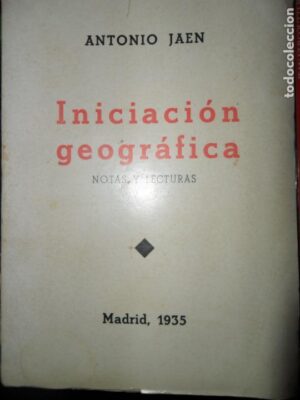 ANTONIO JAEN
Iniciación
geográfica
NOTAS Y LECTURAS
Madrid, 1935
todocoleccion